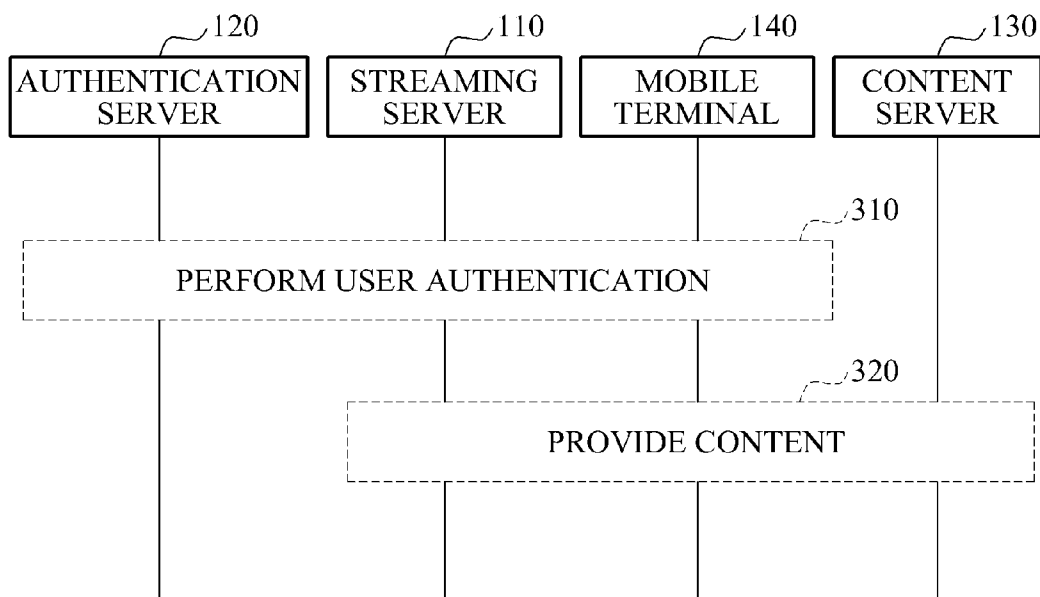 120
110
140
130
AUTHENTICATION
SERVER
STREAMING
SERVER
MOBILE
TERMINAL
CONTENT
SERVER
310
PERFORM USER AUTHENTICATION
320
PROVIDE CONTENT